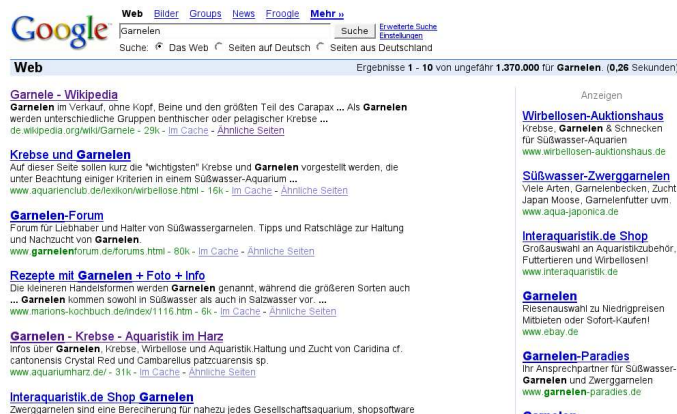 Google
Web Bilder Groups News Froogle Mehr »
Garnelen Suche Erweiterte Suche
Einstellungen
Suche: Das Web Seiten auf Deutsch Seiten aus Deutschland
Web Ergebnisse 1 - 10 von ungefähr 1.370.000 für Garnelen. (0,26 Sekunden)
Garnele - Wikipedia
Garnelen im Verkauf, ohne Kopf, Beine und den größten Teil des Carapax ... Als Garnelen
werden unterschiedliche Gruppen benthischer oder pelagischer Krebse ...
de.wikipedia.org/wiki/Garnele - 29k - Im Cache - Ähnliche Seiten
Krebse und Garnelen
Auf dieser Seite sollen kurz die "wichtigsten" Krebse und Garnelen vorgestellt werden, die
unter Beachtung einiger Kriterien in einem Süßwasser-Aquarium ...
www.aquarienclub.de/lexikon/wirbellose.html - 16k - Im Cache - Ähnliche Seiten
Garnelen-Forum
Forum für Liebhaber und Halter von Süßwassergarnelen. Tipps und Ratschläge zur Haltung
und Nachzucht von Garnelen.
www.garnelenforum.de/forums.html - 80k - Im Cache - Ähnliche Seiten
Rezepte mit Garnelen + Foto + Info
Die kleineren Handelsformen werden Garnelen genannt, während die größeren Sorten auch
... Garnelen kommen sowohl in Süßwasser als auch in Salzwasser vor. ...
www.marions-kochbuch.de/index/1116.htm - 6k - Im Cache - Ähnliche Seiten
Garnelen - Krebse - Aquaristik im Harz
Infos über Garnelen, Krebse, Wirbellose und Aquaristik.Haltung und Zucht von Caridina cf.
cantonensis Crystal Red und Cambarellus patzcuarensis sp.
www.aquariumharz.de/ - 31k - Im Cache - Ähnliche Seiten
Interaquaristik.de Shop Garnelen
Zwerggarnelen sind eine Bereciherung für nahezu jedes Gesellschaftsaquarium, shopsoftware
Anzeigen
Wirbellosen-Auktionshaus
Krebse, Garnelen & Schnecken
für Süßwasser-Aquarien
www.wirbellosen-auktionshaus.de
Süßwasser-Zwerggarnelen
Viele Arten, Garnelenbecken, Zucht
Japan Moose, Garnelenfutter uvm.
www.aqua-japonica.de
Interaquaristik.de Shop
Großauswahl an Aquaristikzubehör,
Futtertieren und Wirbellosen!
www.interaquaristik.de
Garnelen
Riesenauswahl zu Niedrigpreisen
Mitbieten oder Sofort-Kaufen!
www.ebay.de
Garnelen-Paradies
Ihr Ansprechpartner für Süßwasser-
Garnelen und Zwerggarnelen
www.garnelen-paradies.de